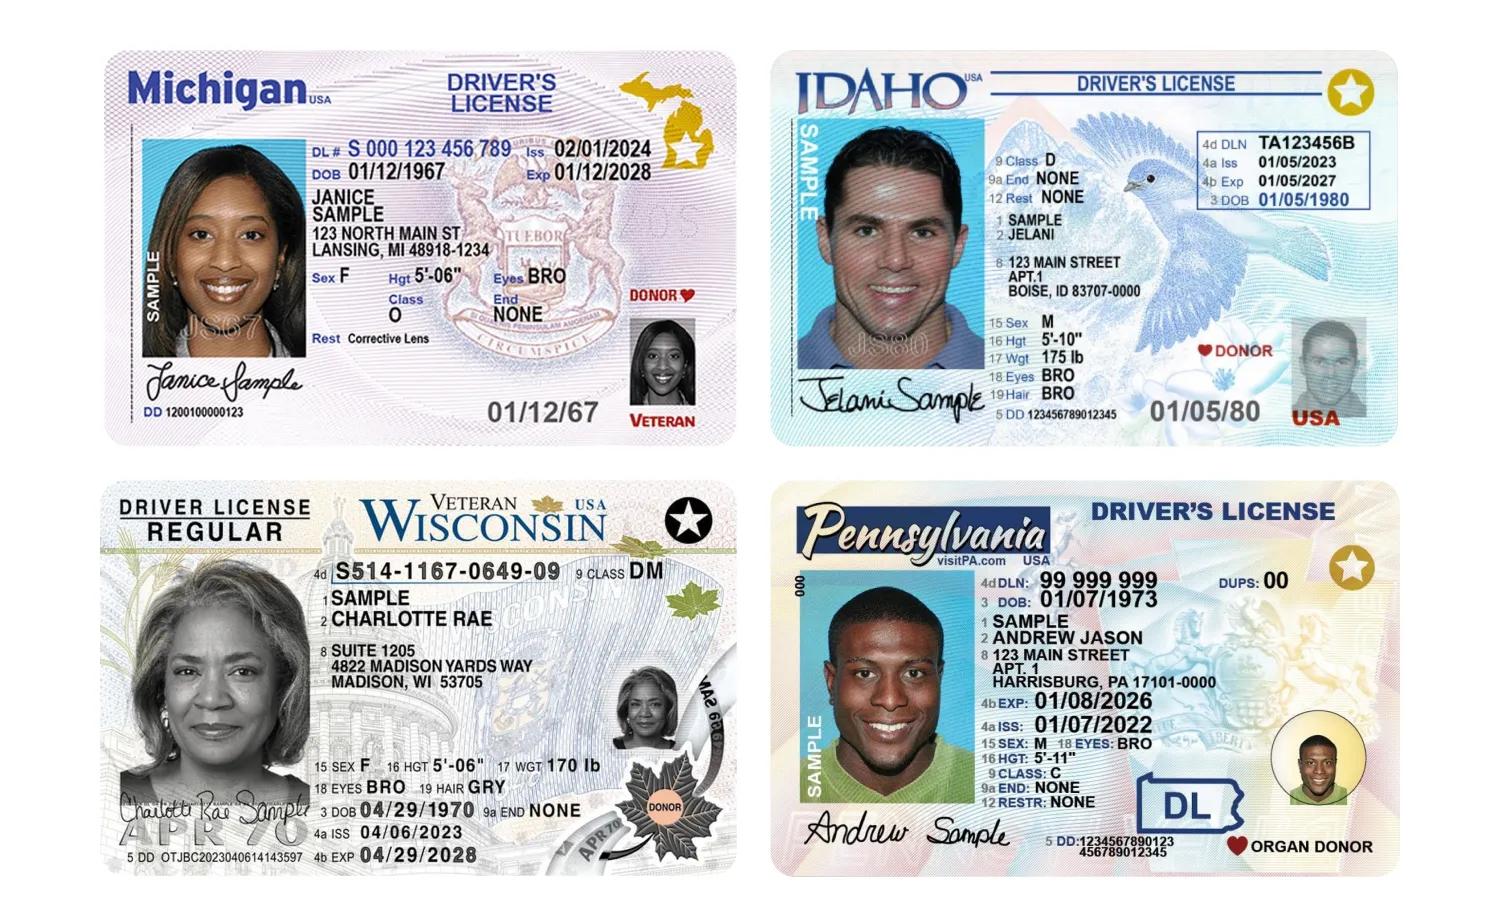 Michigan USA
DRIVER'S
LICENSE
DL # S 000 123 456 789 Iss 02/01/2024
DOB 01/12/1967 Exp 01/12/2028
JANICE
SAMPLE
123 NORTH MAIN ST
LANSING, MI 48918-1234
Sex F Hgt 5'-06" Eyes BRO
Class End
O NONE
Rest Corrective Lens
DONOR
SAMPLE
JS67
TUEBOR
CIRCUMSPICE
Janice Sample
DD 1200100000123
01/12/67
VETERAN
IDAHO USA
DRIVER'S LICENSE
SAMPLE
4d DLN TA123456B
4a Iss 01/05/2023
4b Exp 01/05/2027
3 DOB 01/05/1980
9 Class D
9a End NONE
12 Rest NONE
1 SAMPLE
2 JELANI
8 123 MAIN STREET
APT.1
BOISE, ID 83707-0000
15 Sex M
16 Hgt 5'-10"
17 Wgt 175 lb
18 Eyes BRO
19 Hair BRO
5 DD 123456789012345
JS80
Jelani Sample
DONOR
01/05/80
USA
DRIVER LICENSE
REGULAR
VETERAN
WISCONSIN USA
4d S514-1167-0649-09 9 CLASS DM
1 SAMPLE
2 CHARLOTTE RAE
8 SUITE 1205
4822 MADISON YARDS WAY
MADISON, WI 53705
15 SEX F 16 HGT 5'-06" 17 WGT 170 lb
18 EYES BRO 19 HAIR GRY
3 DOB 04/29/1970 9a END NONE
4a ISS 04/06/2023
4b EXP 04/29/2028
Charlotte Rae Sample
APR 70
5 DD OTJBC2023040614143597
DONOR
APR 70
Pennsylvania
visitPA.com USA
DRIVER'S LICENSE
000
SAMPLE
4d DLN: 99 999 999 DUPS: 00
3 DOB: 01/07/1973
1 SAMPLE
2 ANDREW JASON
8 123 MAIN STREET
APT. 1
HARRISBURG, PA 17101-0000
4b EXP: 01/08/2026
4a ISS: 01/07/2022
15 SEX: M 18 EYES: BRO
16 HGT: 5'-11"
9 CLASS: C
9a END: NONE
12 RESTR: NONE
DL
Andrew Sample
5 DD:1234567890123
456789012345
ORGAN DONOR